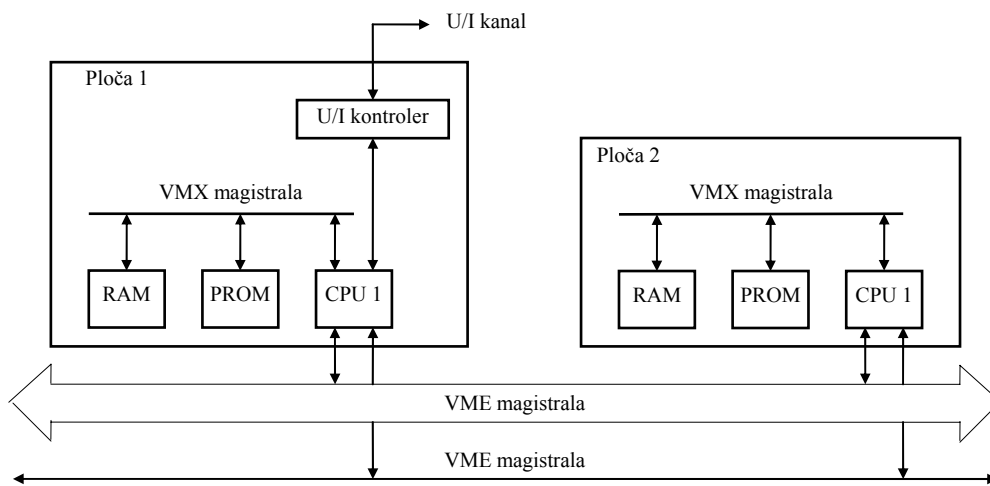 U/I kanal
Ploča 1
U/I kontroler
VMX magistrala
RAM
PROM
CPU 1
Ploča 2
VMX magistrala
RAM
PROM
CPU 1
VME magistrala
VME magistrala